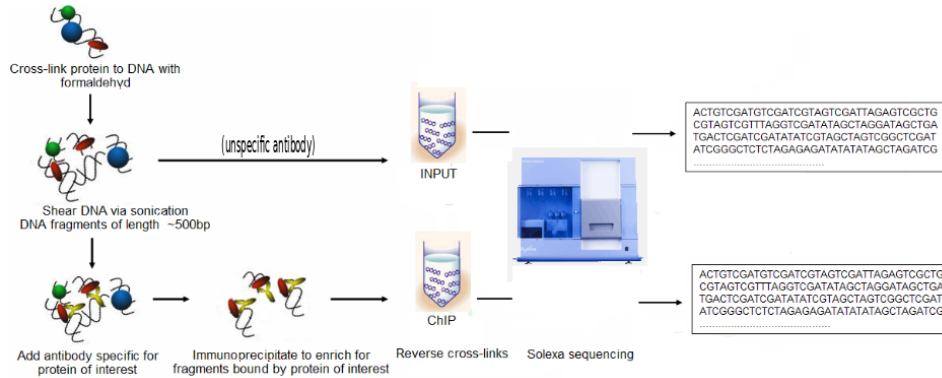 Cross-link protein to DNA with
formaldehyd
(unspecific antibody)
INPUT
ACTGTCGATGTCGATCGTAGTCGATTAGAGTCGCTG
CGTAGTCGTTTAGGTCGATATAGCTAGGATAGCTGA
TGACTCGATCGATATATCGTAGCTAGTCGGCTCGAT
ATCGGGCTCTCTAGAGAGATATATATAGCTAGATCG
Shear DNA via sonication
DNA fragments of length ~500bp
ChIP
ACTGTCGATGTCGATCGTAGTCGATTAGAGTCGCTG
CGTAGTCGTTTAGGTCGATATAGCTAGGATAGCTGA
TGACTCGATCGATATATCGTAGCTAGTCGGCTCGAT
ATCGGGCTCTCTAGAGAGATATATATAGCTAGATCG
Add antibody specific for
protein of interest
Immunoprecipitate to enrich for
fragments bound by protein of interest
Reverse cross-links
Solexa sequencing